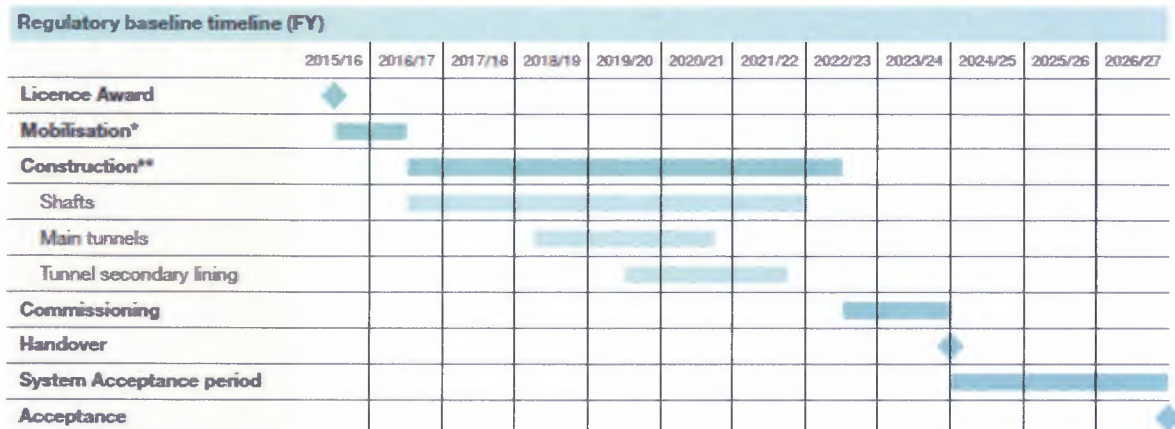 Regulatory baseline timeline (FY)
2015/16 2016/17 2017/18 2018/19 2019/20 2020/21 2021/22 2022/23 2023/24 2024/25 2025/26 2026/27
Licence Award
Mobilisation*
Construction**
Shafts
Main tunnels
Tunnel secondary lining
Commissioning
Handover
System Acceptance period
Acceptance